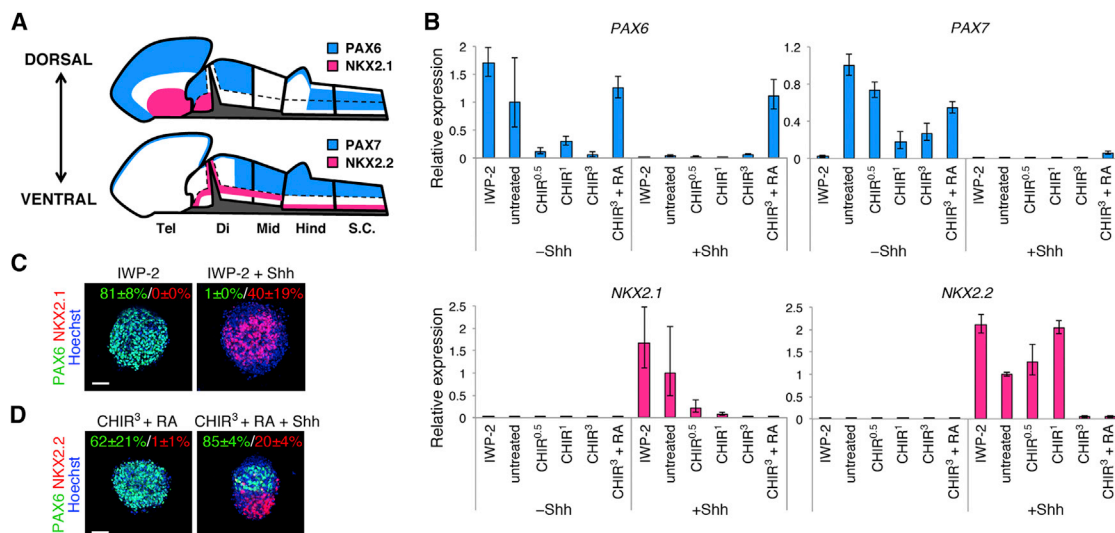 A
DORSAL
VENTRAL
PAX6
NKX2.1
PAX7
NKX2.2
Tel Di Mid Hind S.C.
B
PAX6
Relative expression
2
1.5
1
0.5
0
IWP-2
untreated
CHIR0.5
CHIR1
CHIR3
CHIR3 + RA
IWP-2
untreated
CHIR0.5
CHIR1
CHIR3
CHIR3 + RA
–Shh +Shh
PAX7
1.2
0.8
0.4
0
IWP-2
untreated
CHIR0.5
CHIR1
CHIR3
CHIR3 + RA
IWP-2
untreated
CHIR0.5
CHIR1
CHIR3
CHIR3 + RA
–Shh +Shh
C
IWP-2 IWP-2 + Shh
PAX6 NKX2.1
Hoechst
81±8%/0±0% 1±0%/40±19%
D
CHIR3 + RA CHIR3 + RA + Shh
PAX6 NKX2.2
Hoechst
62±21%/1±1% 85±4%/20±4%
NKX2.1
Relative expression
2.5
2
1.5
1
0.5
0
IWP-2
untreated
CHIR0.5
CHIR1
CHIR3
CHIR3 + RA
IWP-2
untreated
CHIR0.5
CHIR1
CHIR3
CHIR3 + RA
–Shh +Shh
NKX2.2
2.5
2
1.5
1
0.5
0
IWP-2
untreated
CHIR0.5
CHIR1
CHIR3
CHIR3 + RA
IWP-2
untreated
CHIR0.5
CHIR1
CHIR3
CHIR3 + RA
+Shh